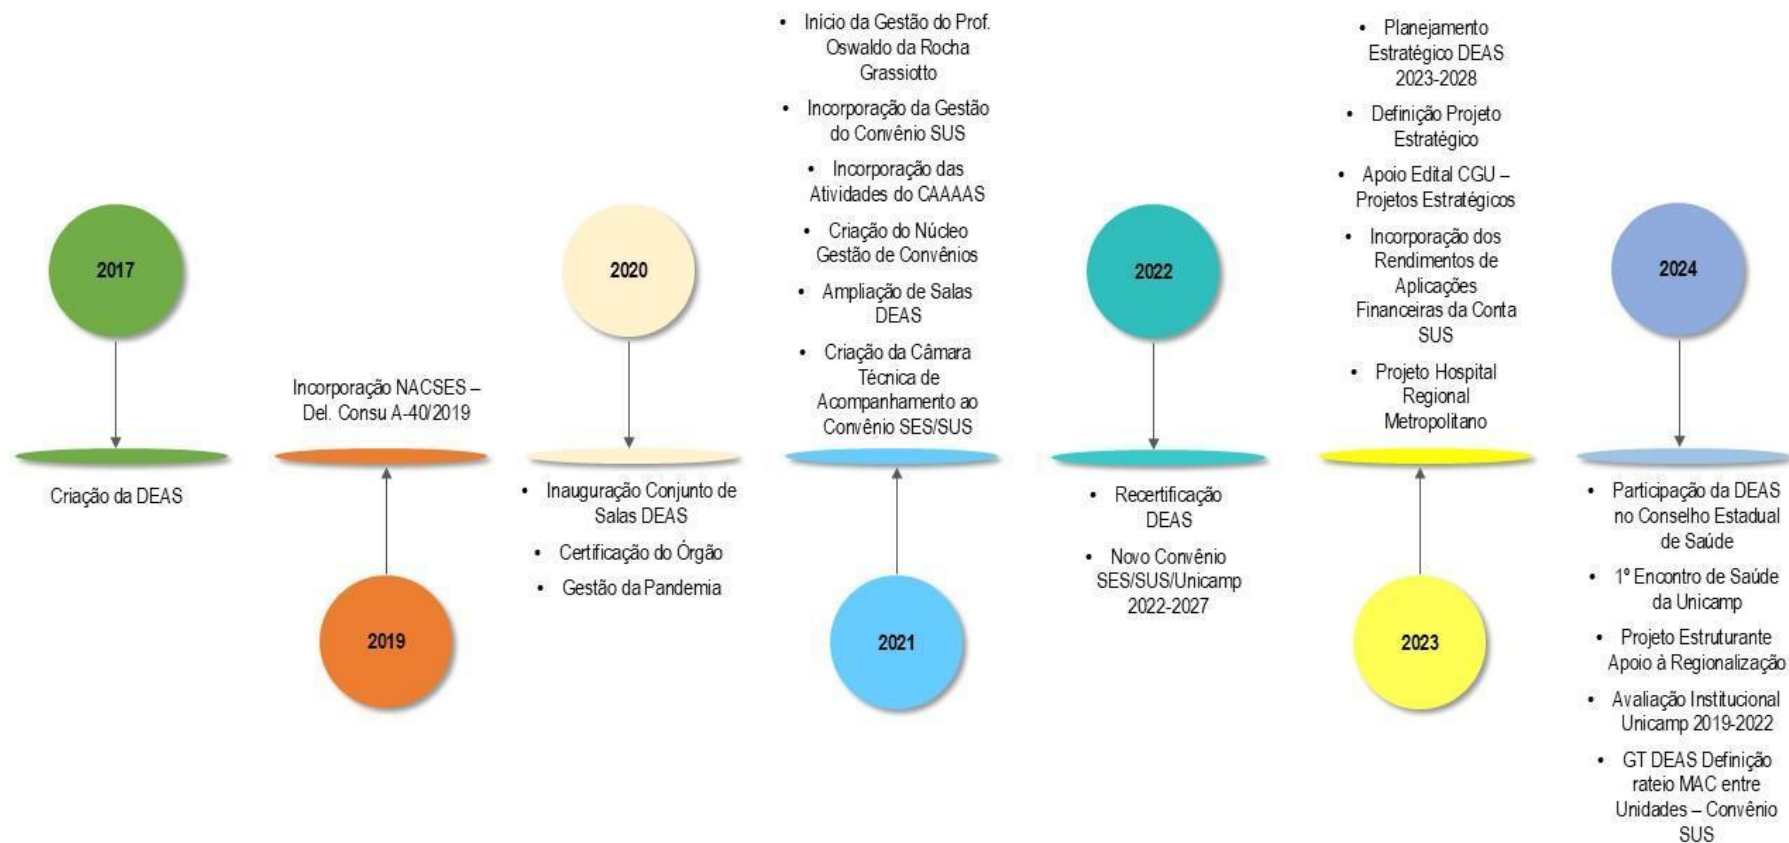 2017
Criação da DEAS
Incorporação NACSES –
Del. Consu A-40/2019
2019
2020
• Inauguração Conjunto de
Salas DEAS
• Certificação do Órgão
• Gestão da Pandemia
• Início da Gestão do Prof.
Oswaldo da Rocha
Grassiotto
• Incorporação da Gestão
do Convênio SUS
• Incorporação das
Atividades do CAAAAS
• Criação do Núcleo
Gestão de Convênios
• Ampliação de Salas
DEAS
• Criação da Câmara
Técnica de
Acompanhamento ao
Convênio SES/SUS
2021
2022
• Recertificação
DEAS
• Novo Convênio
SES/SUS/Unicamp
2022-2027
• Planejamento
Estratégico DEAS
2023-2028
• Definição Projeto
Estratégico
• Apoio Edital CGU –
Projetos Estratégicos
• Incorporação dos
Rendimentos de
Aplicações
Financeiras da Conta
SUS
• Projeto Hospital
Regional
Metropolitano
2023
2024
• Participação da DEAS
no Conselho Estadual
de Saúde
• 1º Encontro de Saúde
da Unicamp
• Projeto Estruturante
Apoio à Regionalização
• Avaliação Institucional
Unicamp 2019-2022
• GT DEAS Definição
rateio MAC entre
Unidades – Convênio
SUS